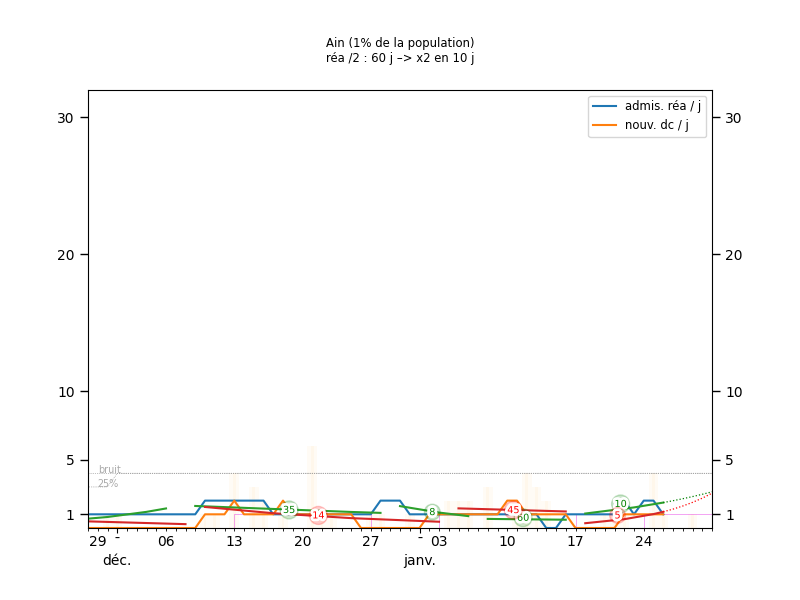 Ain (1% de la population)
réa /2 : 60 j –> x2 en 10 j
admis. réa / j
nouv. dc / j
30 30
20 20
10 10
5 5
bruit
25%
35 14 8 45 60 10 5
1 1
29 - 06 13 20 27 - 03 10 17 24
déc. janv.